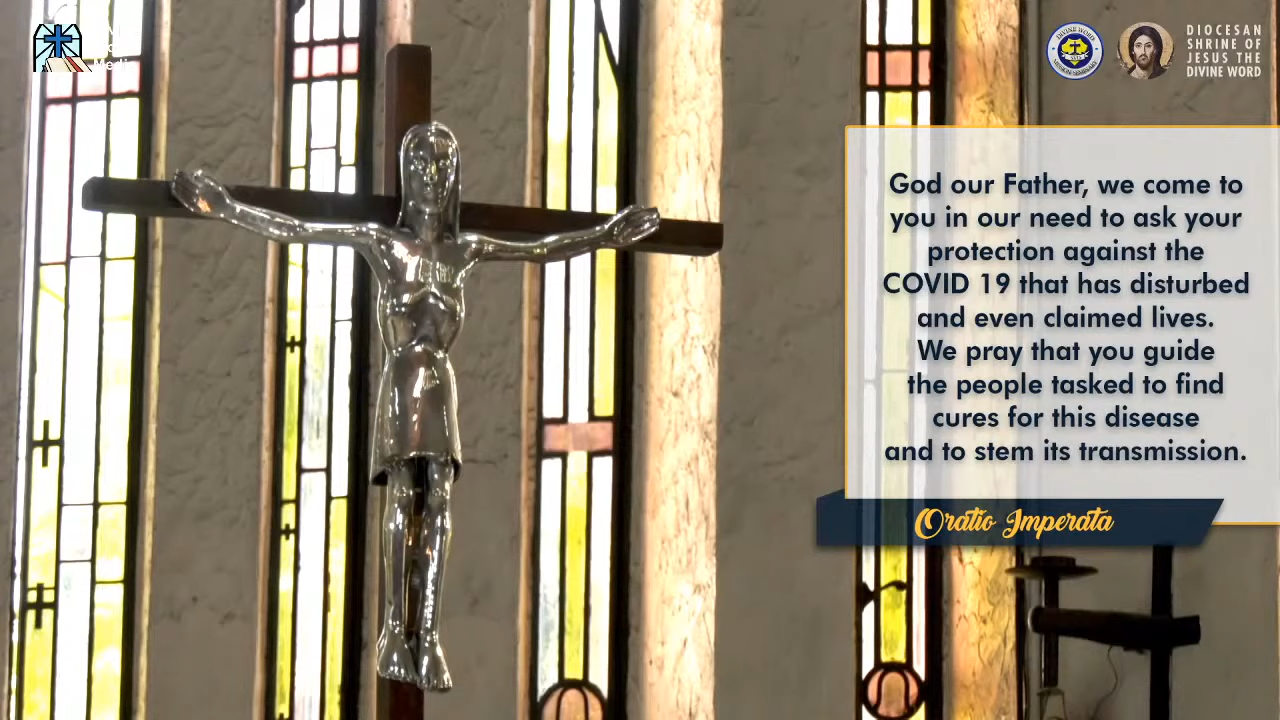 DIOCESAN
SHRINE OF
JESUS THE
DIVINE WORD
God our Father, we come to
you in our need to ask your
protection against the
COVID 19 that has disturbed
and even claimed lives.
We pray that you guide
the people tasked to find
cures for this disease
and to stem its transmission.
Oratio Imperata